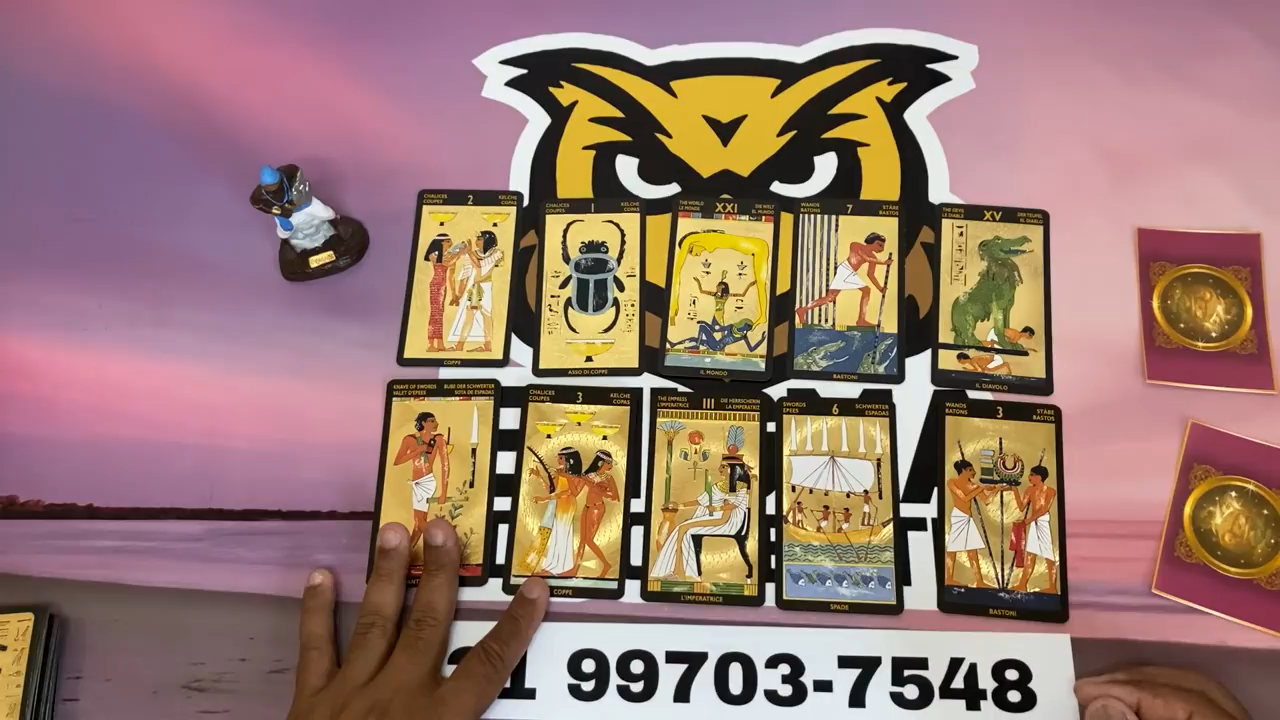 CHALICES 2 KELCHE
COUPES COPAS
COPPE
CHALICES 1 KELCHE
COUPES COPAS
ASSO DI COPPE
THE WORLD XXI DIE WELT
LE MONDE EL MUNDO
IL MONDO
WANDS 7 STÄBE
BATONS BASTOS
BASTONI
THE DEVIL XV DER TEUFEL
LE DIABLE EL DIABLO
IL DIAVOLO
KNAVE OF SWORDS BUBE DER SCHWERTER
VALET D'EPEES SOTA DE ESPADAS
CHALICES 3 KELCHE
COUPES COPAS
COPPE
THE EMPRESS III DIE HERRSCHERIN
L'IMPERATRICE LA EMPERATRIZ
L'IMPERATRICE
SWORDS 6 SCHWERTER
EPEES ESPADAS
SPADE
WANDS 3 STÄBE
BATONS BASTOS
BASTONI
99703-7548